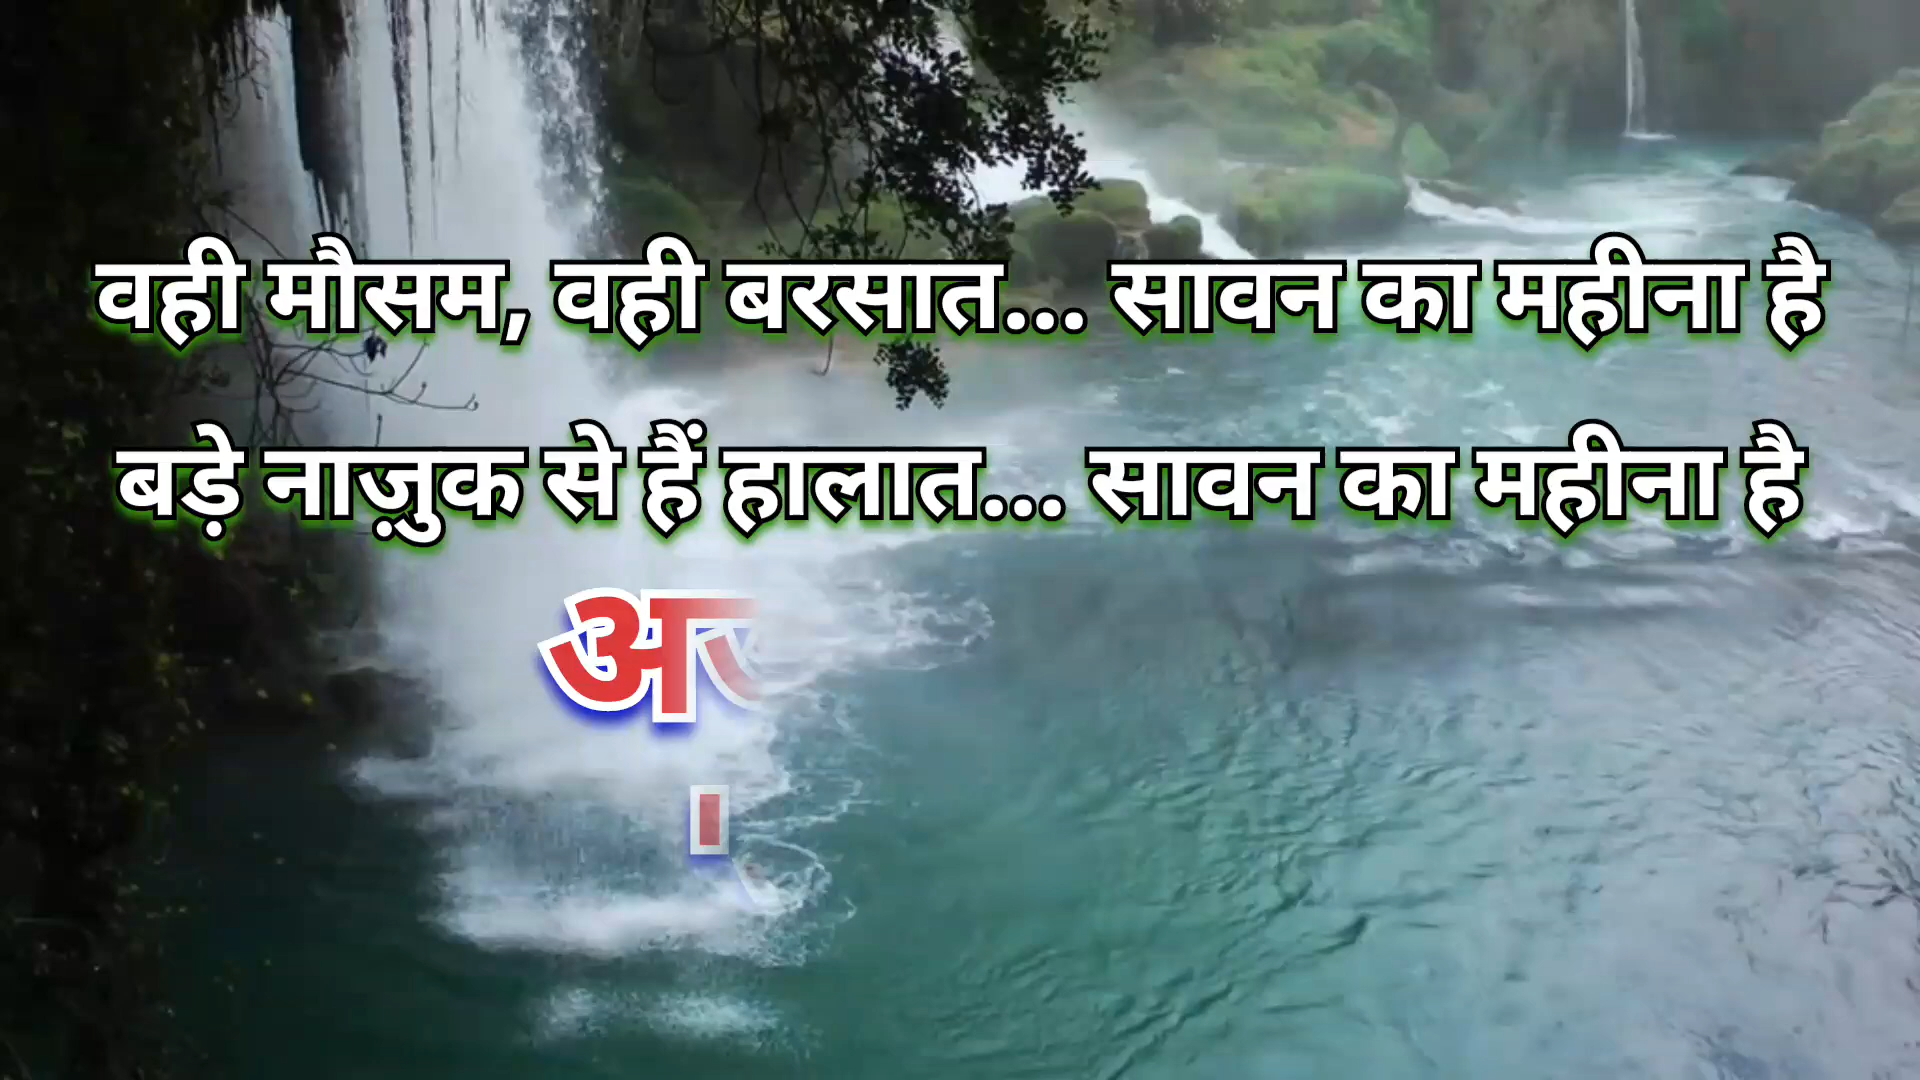 वही मौसम, वही बरसात... सावन का महीना है
बड़े नाज़ुक से हैं हालात... सावन का महीना है